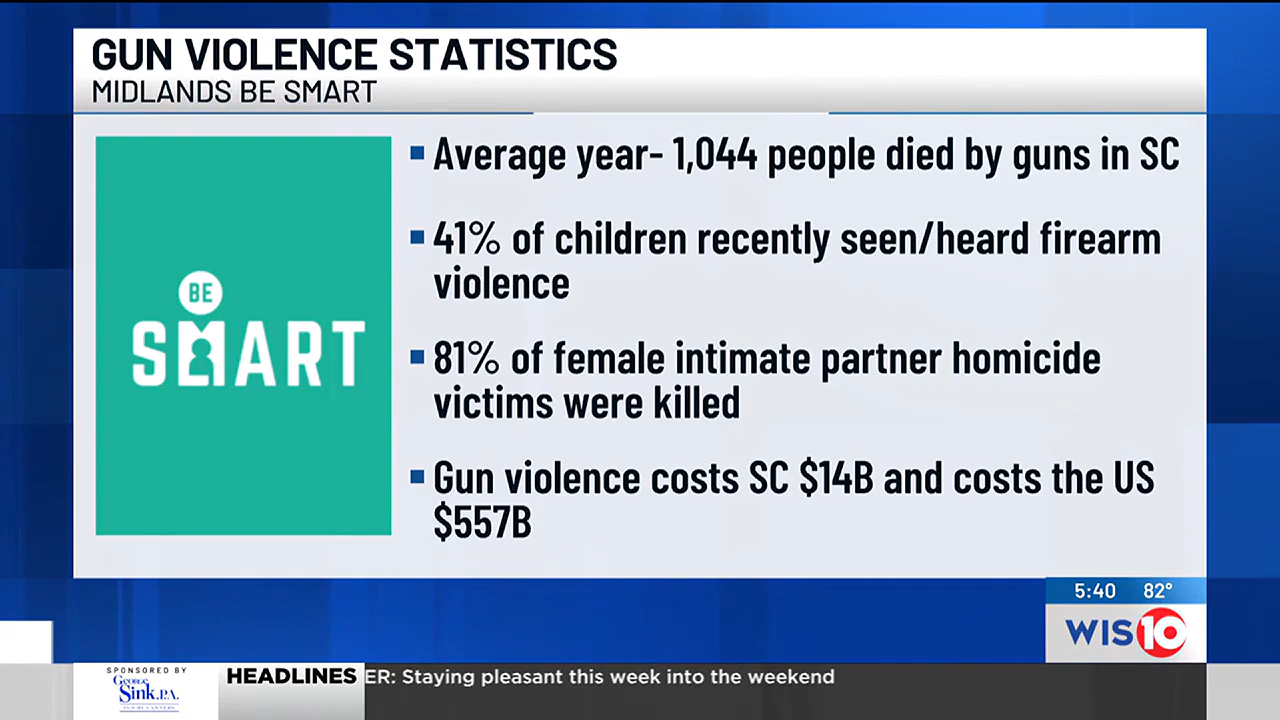 GUN VIOLENCE STATISTICS
MIDLANDS BE SMART
BE
SMART
Average year- 1,044 people died by guns in SC
41% of children recently seen/heard firearm
violence
81% of female intimate partner homicide
victims were killed
Gun violence costs SC $14B and costs the US
$557B
5:40 82°
WIS10
SPONSORED BY
George
Sink, P.A.
INJURY LAWYERS
HEADLINES
ER: Staying pleasant this week into the weekend